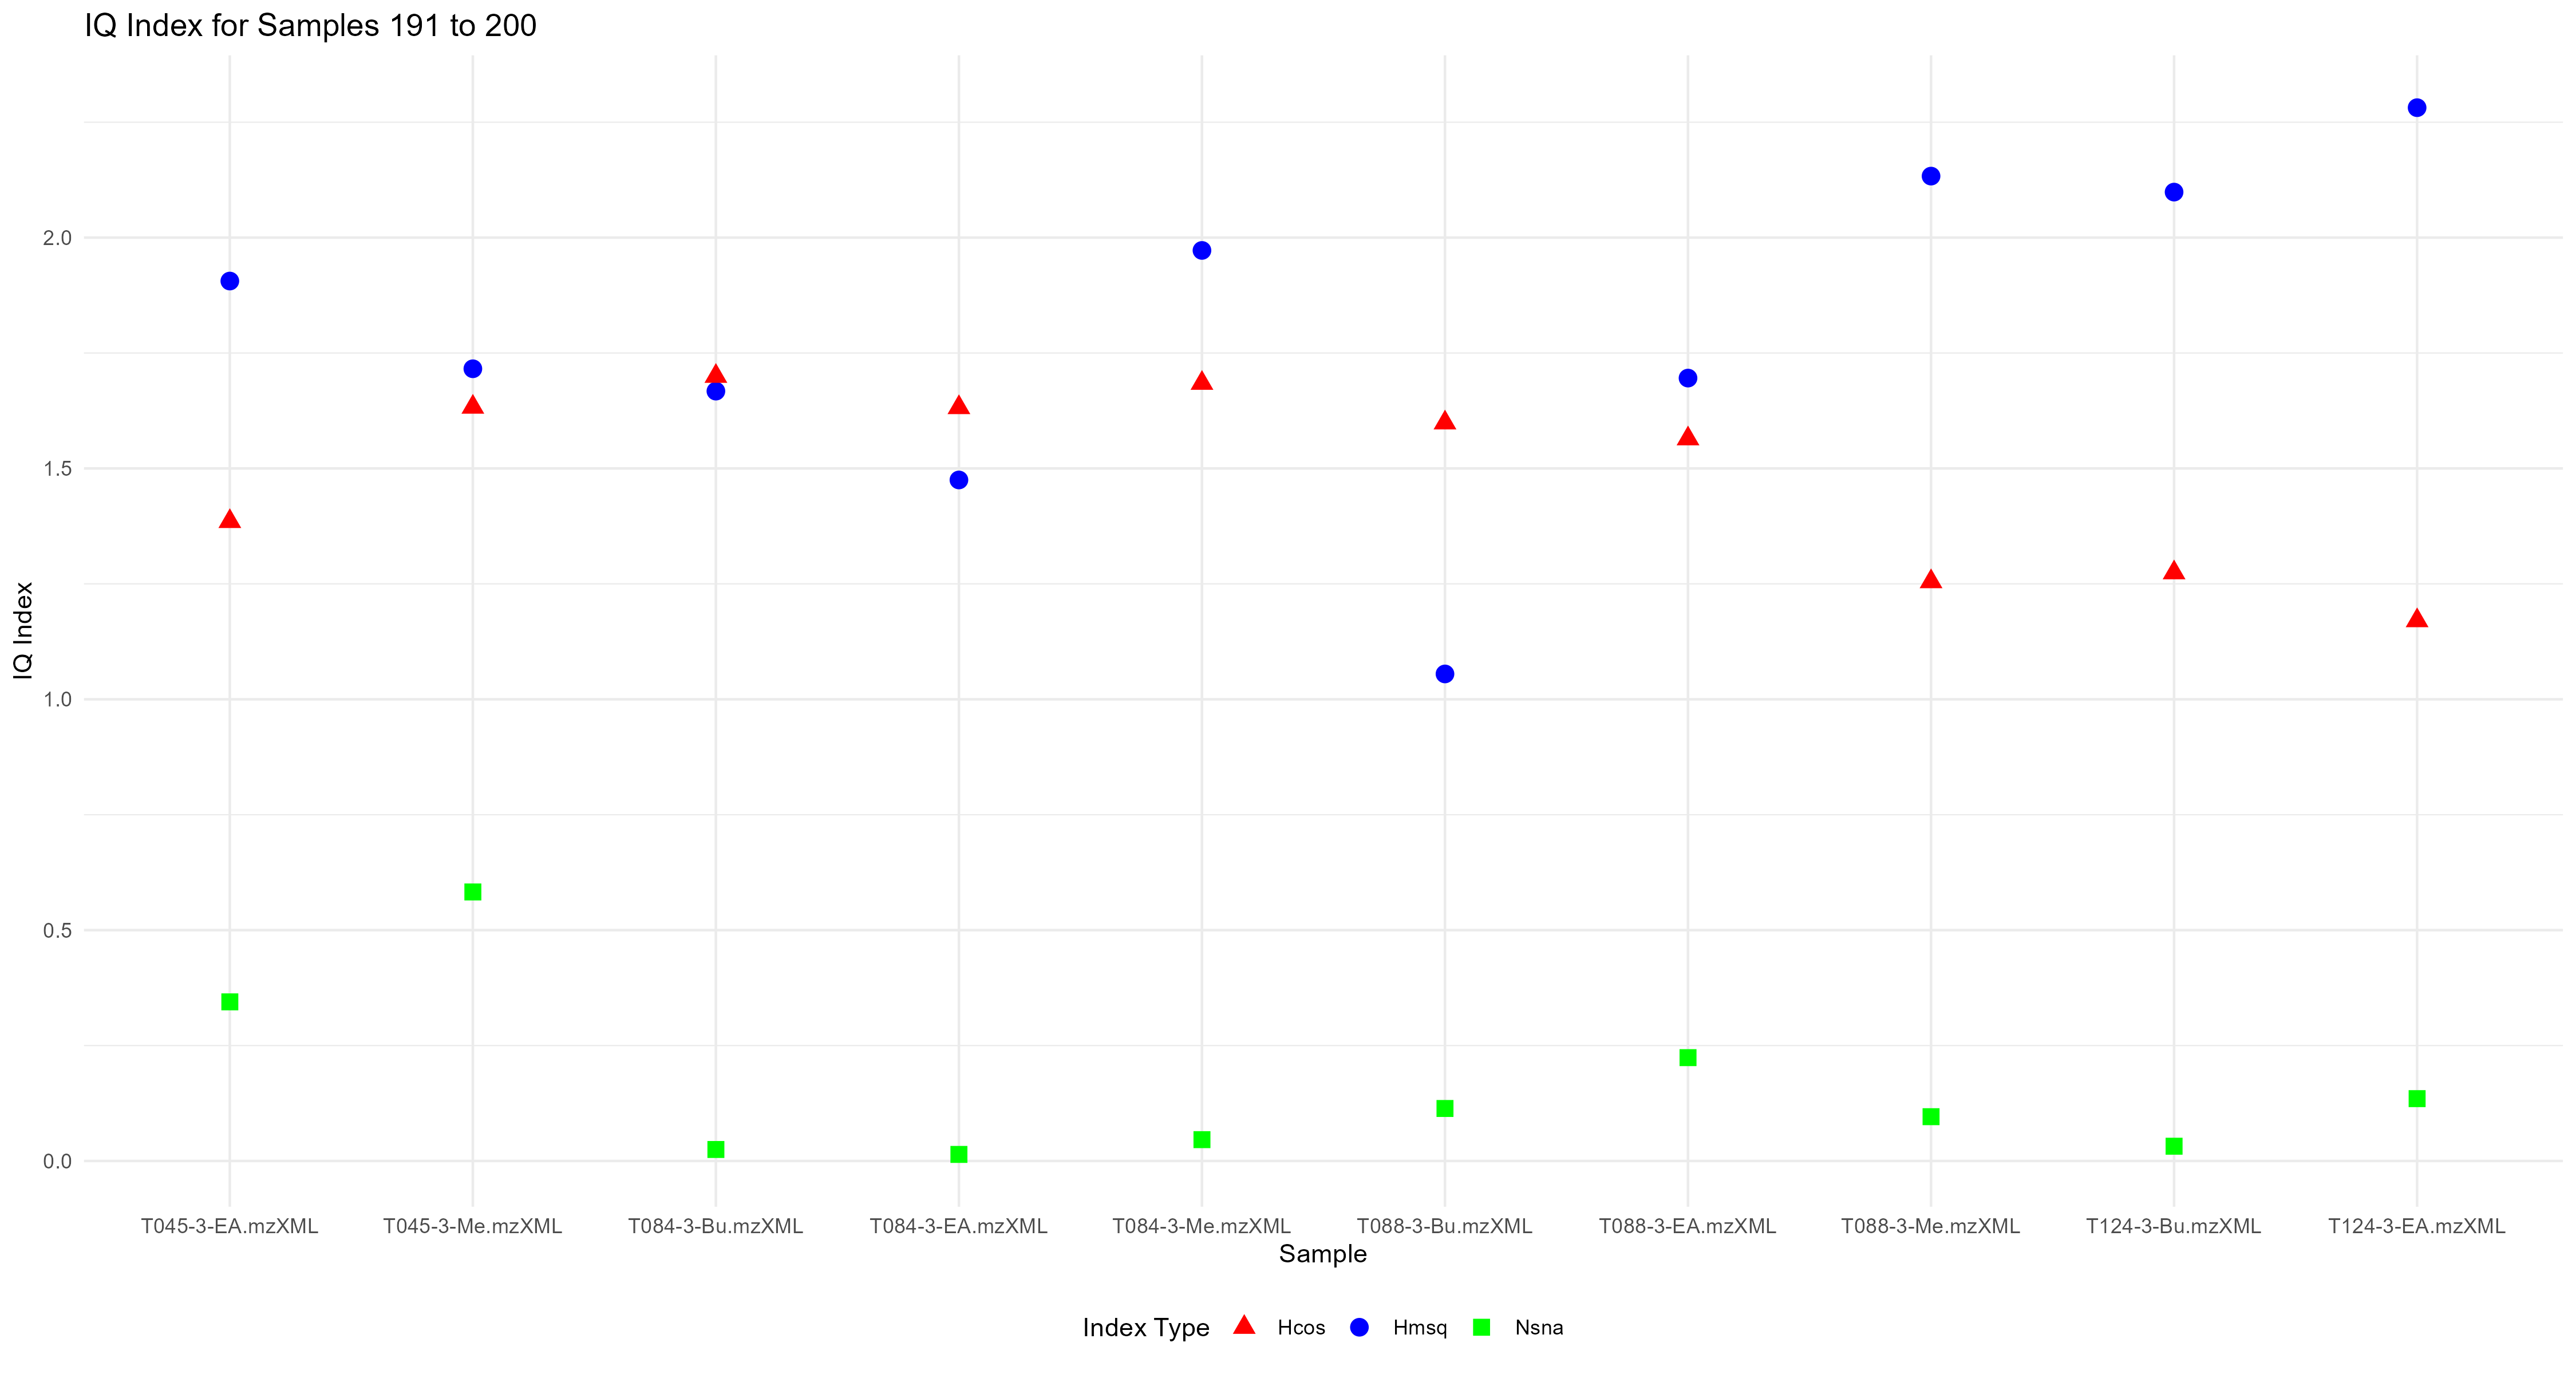 IQ Index for Samples 191 to 200
IQ Index
2.0
1.5
1.0
0.5
0.0
T045-3-EA.mzXML T045-3-Me.mzXML T084-3-Bu.mzXML T084-3-EA.mzXML T084-3-Me.mzXML T088-3-Bu.mzXML T088-3-EA.mzXML T088-3-Me.mzXML T124-3-Bu.mzXML T124-3-EA.mzXML
Sample
Index Type Hcos Hmsq Nsna